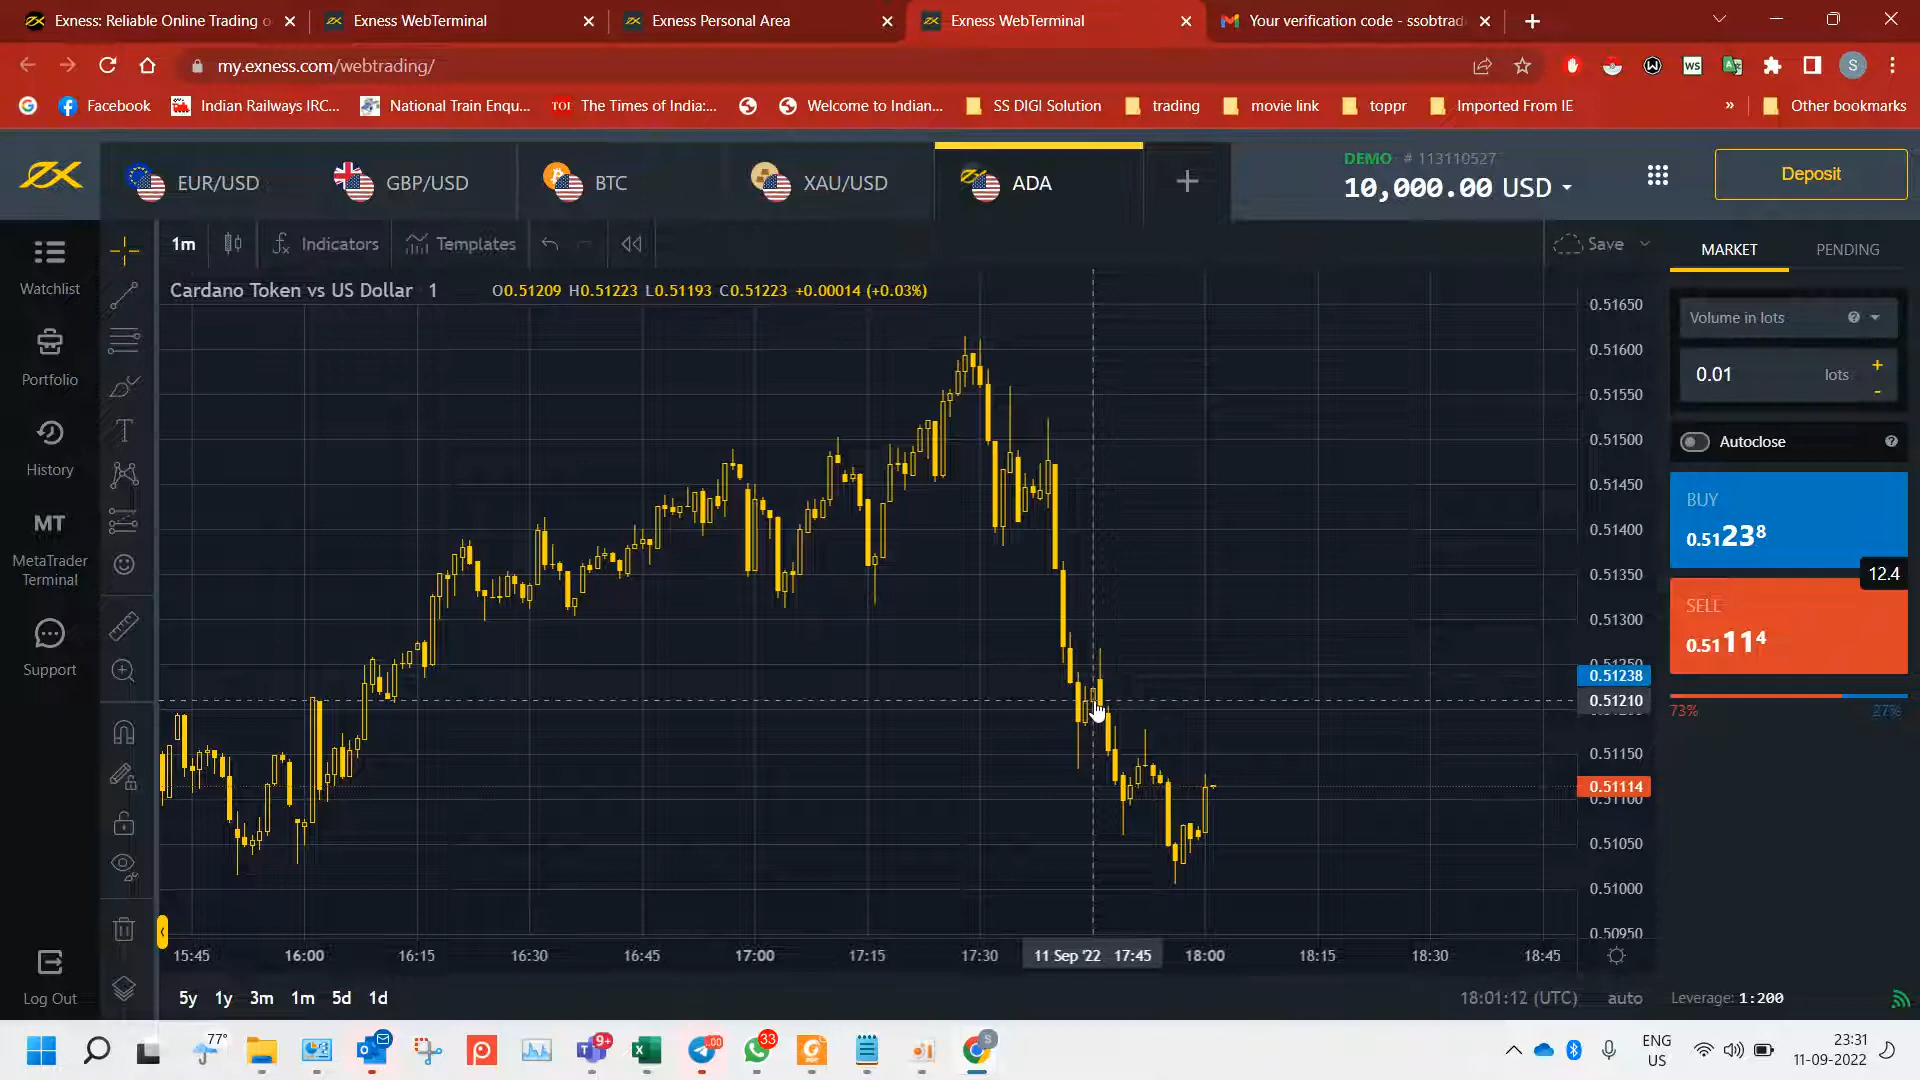 Exness: Reliable Online Trading o
Exness WebTerminal
Exness Personal Area
Exness WebTerminal
Your verification code - ssobtrad
my.exness.com/webtrading/
Facebook
Indian Railways IRC...
National Train Enqu...
TOI The Times of India:...
Welcome to Indian...
SS DIGI Solution
trading
movie link
toppr
Imported From IE
»
Other bookmarks
EUR/USD
GBP/USD
BTC
XAU/USD
ADA
DEMO # 113110527
10,000.00 USD
Deposit
Watchlist
Portfolio
History
MT
MetaTrader
Terminal
Support
Log Out
1m
Indicators
Templates
Save
Cardano Token vs US Dollar 1
O0.51209 H0.51223 L0.51193 C0.51223 +0.00014 (+0.03%)
0.51650
0.51600
0.51550
0.51500
0.51450
0.51400
0.51350
0.51300
0.51250
0.51238
0.51210
0.51150
0.51114
0.51100
0.51050
0.51000
0.50950
15:45
16:00
16:15
16:30
16:45
17:00
17:15
17:30
11 Sep '22 17:45
18:00
18:15
18:30
18:45
5y 1y 3m 1m 5d 1d
18:01:12 (UTC)
auto
MARKET
PENDING
Volume in lots
0.01
lots
Autoclose
BUY
0.51238
12.4
SELL
0.51114
73%
27%
Leverage: 1:200
77°
9+
.00
33
ENG
US
23:31
11-09-2022